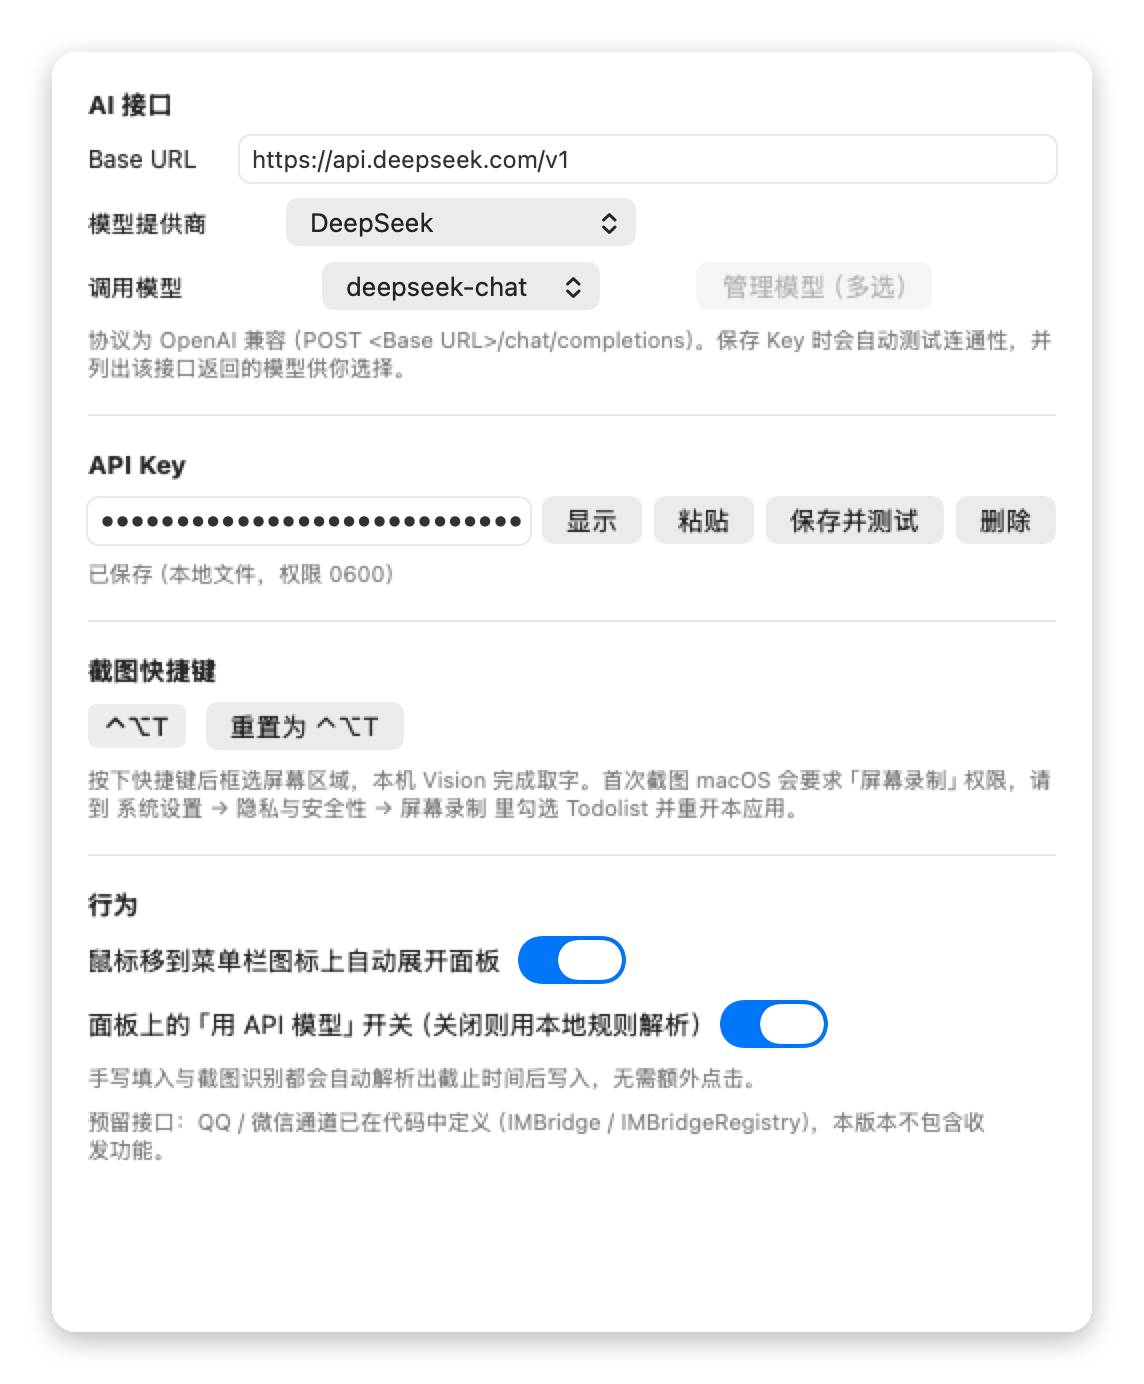 AI 接口
Base URL https://api.deepseek.com/v1
模型提供商 DeepSeek
调用模型 deepseek-chat 管理模型（多选）
协议为 OpenAI 兼容（POST <Base URL>/chat/completions）。保存 Key 时会自动测试连通性，并
列出该接口返回的模型供你选择。
API Key
●●●●●●●●●●●●●●●●●●●●●●●●●●●● 显示 粘贴 保存并测试 删除
已保存（本地文件，权限 0600）
截图快捷键
⌃⌥T 重置为 ⌃⌥T
按下快捷键后框选屏幕区域，本机 Vision 完成取字。首次截图 macOS 会要求「屏幕录制」权限，请
到 系统设置 → 隐私与安全性 → 屏幕录制 里勾选 Todolist 并重开本应用。
行为
鼠标移到菜单栏图标上自动展开面板
面板上的「用 API 模型」开关（关闭则用本地规则解析）
手写填入与截图识别都会自动解析出截止时间后写入，无需额外点击。
预留接口：QQ / 微信通道已在代码中定义（IMBridge / IMBridgeRegistry），本版本不包含收
发功能。